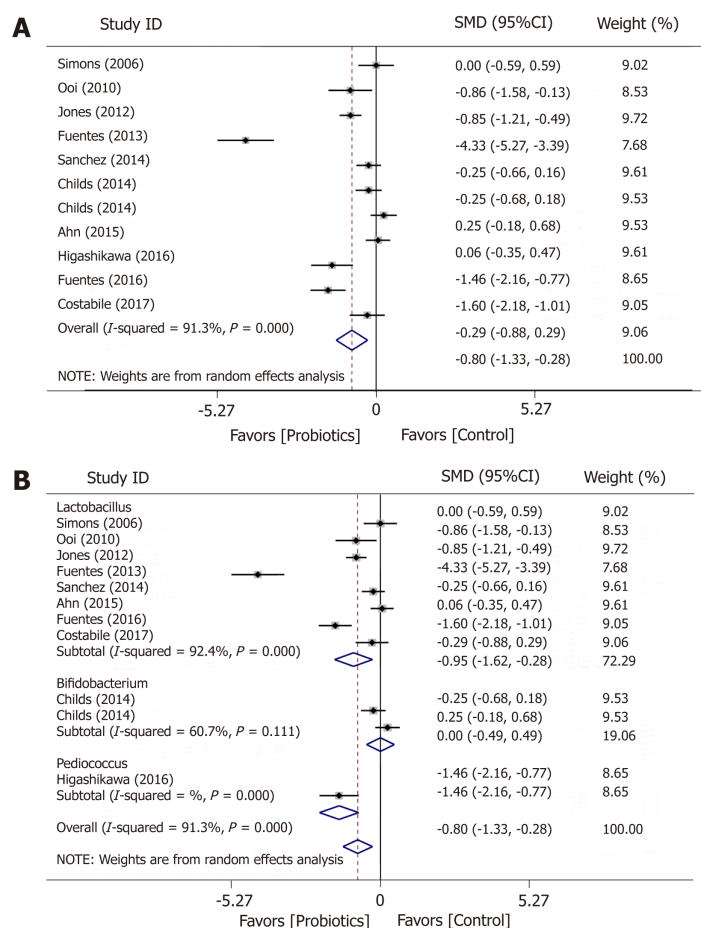 A
Study ID SMD (95%CI) Weight (%)
Simons (2006) 0.00 (-0.59, 0.59) 9.02
Ooi (2010) -0.86 (-1.58, -0.13) 8.53
Jones (2012) -0.85 (-1.21, -0.49) 9.72
Fuentes (2013) -4.33 (-5.27, -3.39) 7.68
Sanchez (2014) -0.25 (-0.66, 0.16) 9.61
Childs (2014) -0.25 (-0.68, 0.18) 9.53
Childs (2014) 0.25 (-0.18, 0.68) 9.53
Ahn (2015) 0.06 (-0.35, 0.47) 9.61
Higashikawa (2016) -1.46 (-2.16, -0.77) 8.65
Fuentes (2016) -1.60 (-2.18, -1.01) 9.05
Costabile (2017) -0.29 (-0.88, 0.29) 9.06
Overall (I-squared = 91.3%, P = 0.000) -0.80 (-1.33, -0.28) 100.00
NOTE: Weights are from random effects analysis
-5.27 0 5.27
Favors [Probiotics] Favors [Control]
B
Study ID SMD (95%CI) Weight (%)
Lactobacillus
Simons (2006) 0.00 (-0.59, 0.59) 9.02
Ooi (2010) -0.86 (-1.58, -0.13) 8.53
Jones (2012) -0.85 (-1.21, -0.49) 9.72
Fuentes (2013) -4.33 (-5.27, -3.39) 7.68
Sanchez (2014) -0.25 (-0.66, 0.16) 9.61
Ahn (2015) 0.06 (-0.35, 0.47) 9.61
Fuentes (2016) -1.60 (-2.18, -1.01) 9.05
Costabile (2017) -0.29 (-0.88, 0.29) 9.06
Subtotal (I-squared = 92.4%, P = 0.000) -0.95 (-1.62, -0.28) 72.29
Bifidobacterium
Childs (2014) -0.25 (-0.68, 0.18) 9.53
Childs (2014) 0.25 (-0.18, 0.68) 9.53
Subtotal (I-squared = 60.7%, P = 0.111) 0.00 (-0.49, 0.49) 19.06
Pediococcus
Higashikawa (2016) -1.46 (-2.16, -0.77) 8.65
Subtotal (I-squared = %, P = 0.000) -1.46 (-2.16, -0.77) 8.65
Overall (I-squared = 91.3%, P = 0.000) -0.80 (-1.33, -0.28) 100.00
NOTE: Weights are from random effects analysis
-5.27 0 5.27
Favors [Probiotics] Favors [Control]